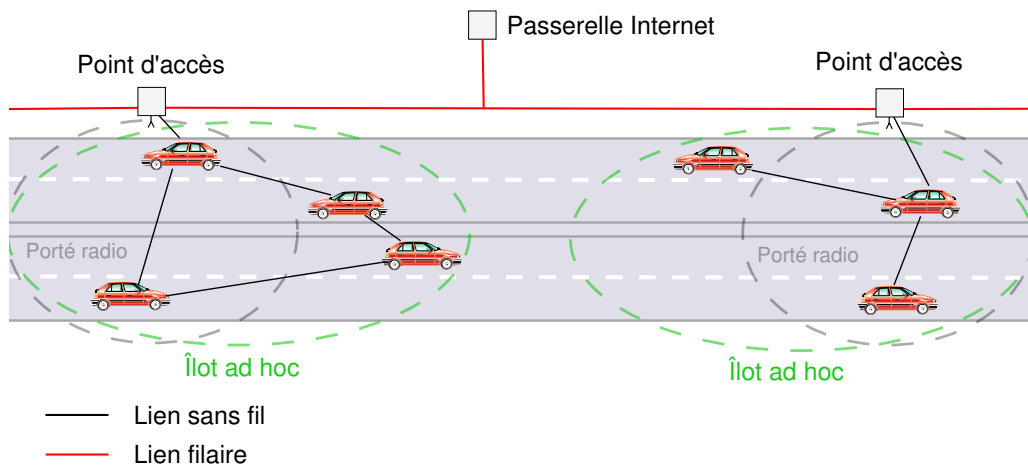 Passerelle Internet
Point d'accès
Point d'accès
Porté radio
Porté radio
Îlot ad hoc
Îlot ad hoc
Lien sans fil
Lien filaire